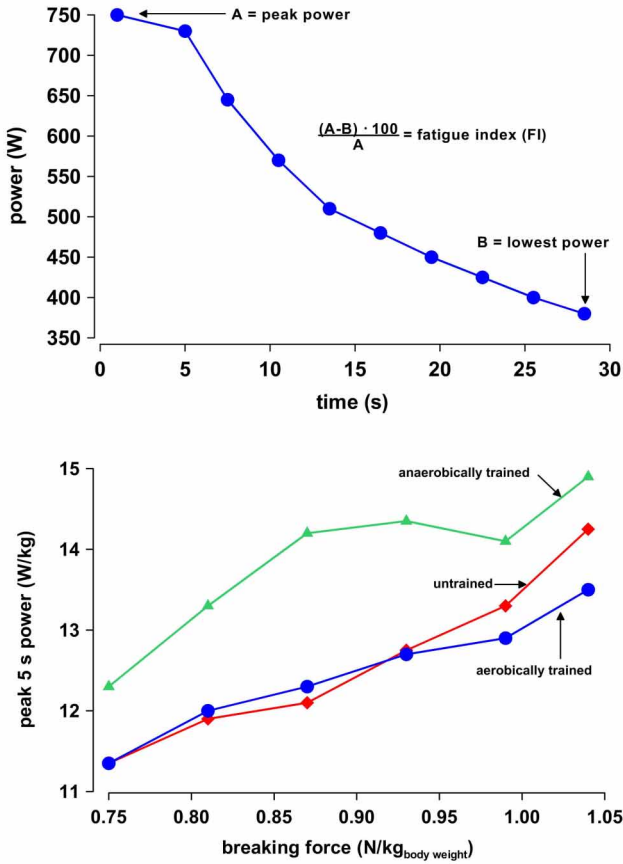 750
A = peak power
700
650
600
(A-B) · 100
A
= fatigue index (FI)
550
500
B = lowest power
450
400
350
power (W)
0 5 10 15 20 25 30
time (s)
15
anaerobically trained
14
untrained
13
aerobically trained
12
11
peak 5 s power (W/kg)
0.75 0.80 0.85 0.90 0.95 1.00 1.05
breaking force (N/kgbody weight)